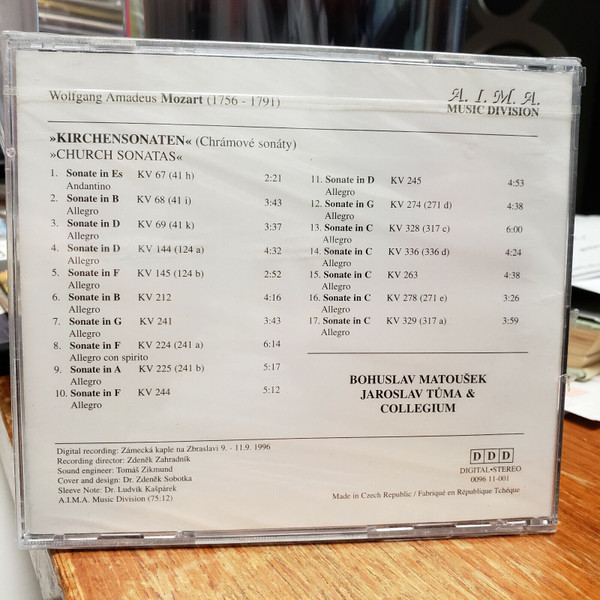 Wolfgang Amadeus Mozart (1756 - 1791)
A. I. M. A.
MUSIC DIVISION
»KIRCHENSONATEN« (Chrámové sonáty)
»CHURCH SONATAS«
1. Sonate in Es KV 67 (41 h) 2:21
Andantino
2. Sonate in B KV 68 (41 i) 3:43
Allegro
3. Sonate in D KV 69 (41 k) 3:37
Allegro
4. Sonate in D KV 144 (124 a) 4:32
Allegro
5. Sonate in F KV 145 (124 b) 2:52
Allegro
6. Sonate in B KV 212 4:16
Allegro
7. Sonate in G KV 241 3:43
Allegro
8. Sonate in F KV 224 (241 a) 6:14
Allegro con spirito
9. Sonate in A KV 225 (241 b) 5:17
Allegro
10. Sonate in F KV 244 5:12
Allegro
11. Sonate in D KV 245 4:53
Allegro
12. Sonate in G KV 274 (271 d) 4:38
Allegro
13. Sonate in C KV 328 (317 c) 6:00
Allegro
14. Sonate in C KV 336 (336 d) 4:24
Allegro
15. Sonate in C KV 263 4:38
Allegro
16. Sonate in C KV 278 (271 e) 3:26
Allegro
17. Sonate in C KV 329 (317 a) 3:59
Allegro
BOHUSLAV MATOUŠEK
JAROSLAV TŮMA &
COLLEGIUM
Digital recording: Zámecká kaple na Zbraslavi 9. - 11.9. 1996
Recording director: Zdeněk Zahradník
Sound engineer: Tomáš Zikmund
Cover and design: Dr. Zdeněk Sobotka
Sleeve Note: Dr. Ludvík Kašpárek
A.I.M.A. Music Division (75:12)
DDD
DIGITAL•STEREO
0096 11-001
Made in Czech Republic / Fabriqué en République Tchéque